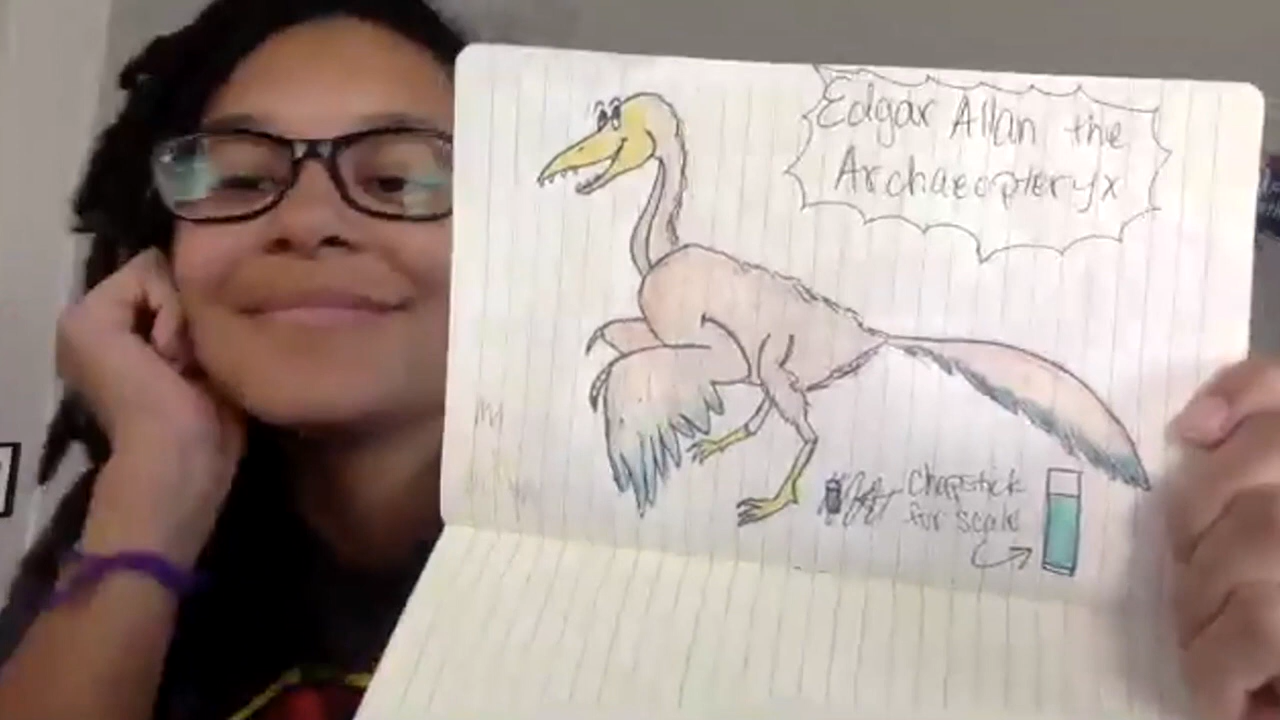 Edgar Allan the
Archaeopteryx
Chapstick
for scale